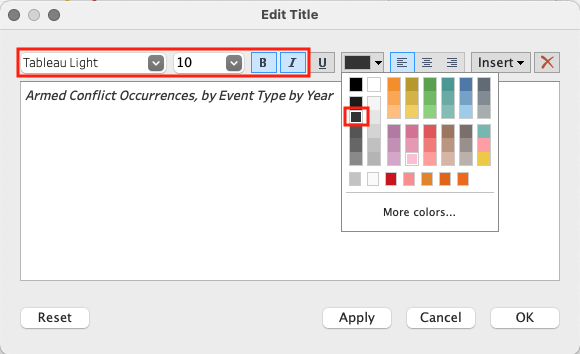 Edit Title
Tableau Light 10 B I U Insert
Armed Conflict Occurrences, by Event Type by Year
More colors...
Reset Apply Cancel OK